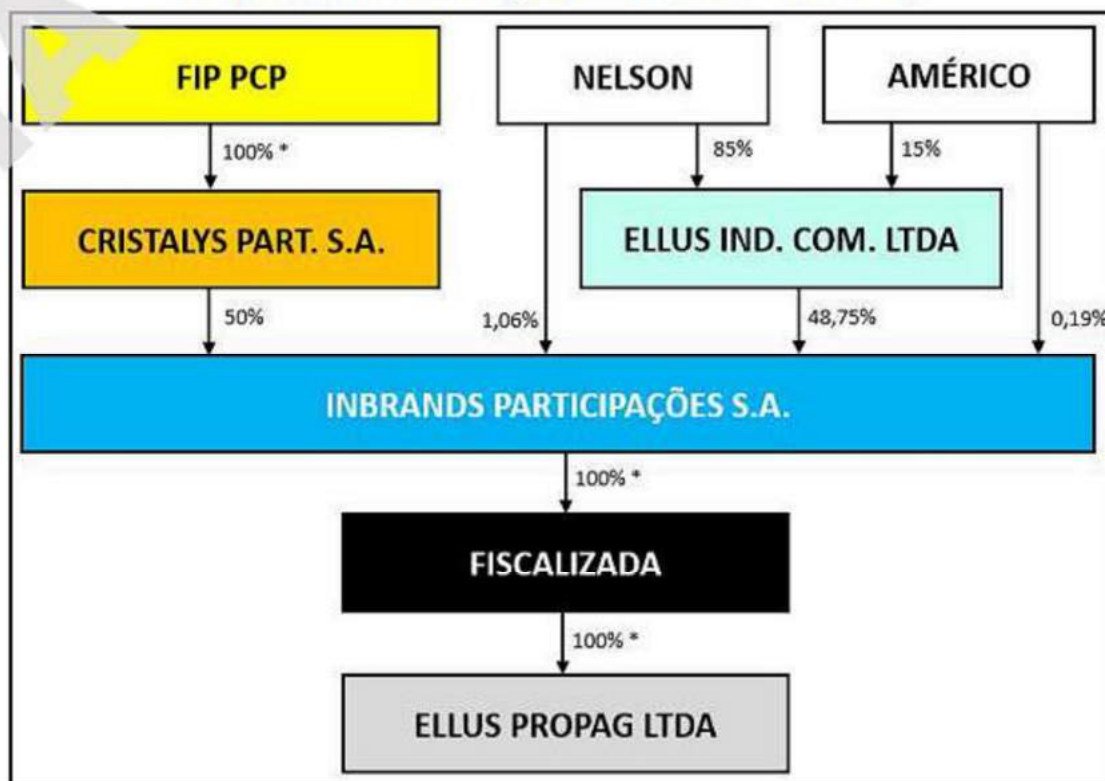 FIP PCP
NELSON
AMÉRICO
100% *
85%
15%
CRISTALYS PART. S.A.
ELLUS IND. COM. LTDA
50%
1,06%
48,75%
0,19%
INBRANDS PARTICIPAÇÕES S.A.
100% *
FISCALIZADA
100% *
ELLUS PROPAG LTDA